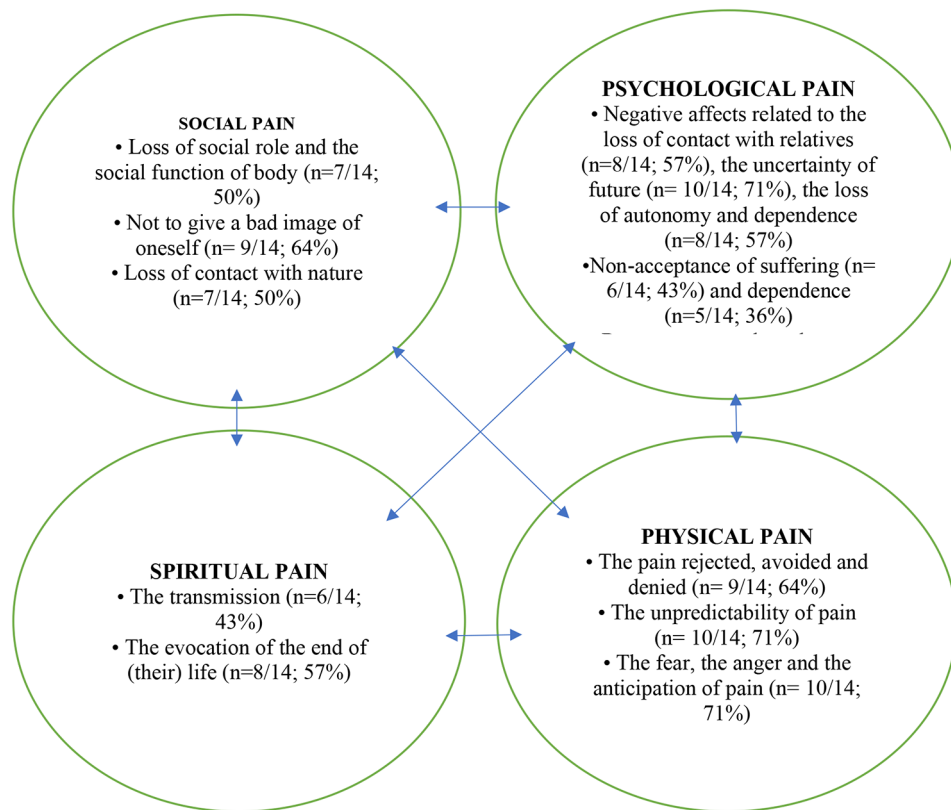 SOCIAL PAIN
• Loss of social role and the
social function of body (n=7/14;
50%)
• Not to give a bad image of
oneself (n= 9/14; 64%)
• Loss of contact with nature
(n=7/14; 50%)
PSYCHOLOGICAL PAIN
• Negative affects related to the
loss of contact with relatives
(n=8/14; 57%), the uncertainty of
future (n= 10/14; 71%), the loss
of autonomy and dependence
(n=8/14; 57%)
•Non-acceptance of suffering (n=
6/14; 43%) and dependence
(n=5/14; 36%)
SPIRITUAL PAIN
• The transmission (n=6/14;
43%)
• The evocation of the end of
(their) life (n=8/14; 57%)
PHYSICAL PAIN
• The pain rejected, avoided and
denied (n= 9/14; 64%)
• The unpredictability of pain
(n= 10/14; 71%)
• The fear, the anger and the
anticipation of pain (n= 10/14;
71%)